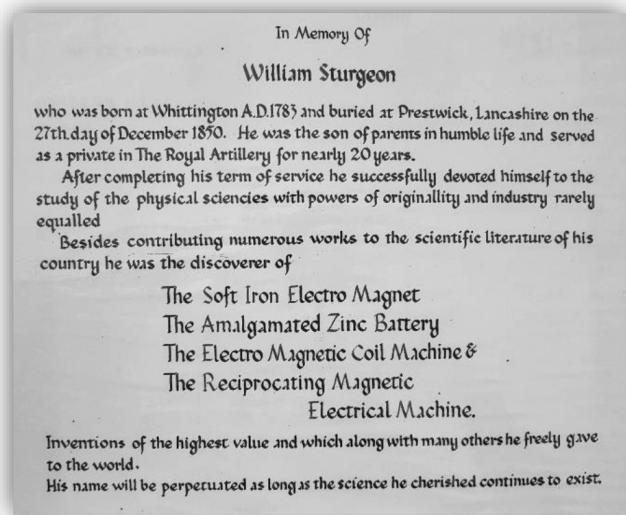 In Memory Of
William Sturgeon
who was born at Whittington A.D.1783 and buried at Prestwick, Lancashire on the
27th.day of December 1850. He was the son of parents in humble life and served
as a private in The Royal Artillery for nearly 20 years.
After completing his term of service he successfully devoted himself to the
study of the physical sciencies with powers of originallity and industry rarely
equalled
Besides contributing numerous works to the scientific literature of his
country he was the discoverer of
The Soft Iron Electro Magnet
The Amalgamated Zinc Battery
The Electro Magnetic Coil Machine &
The Reciprocating Magnetic
Electrical Machine.
Inventions of the highest value and which along with many others he freely gave
to the world.
His name will be perpetuated as long as the science he cherished continues to exist.